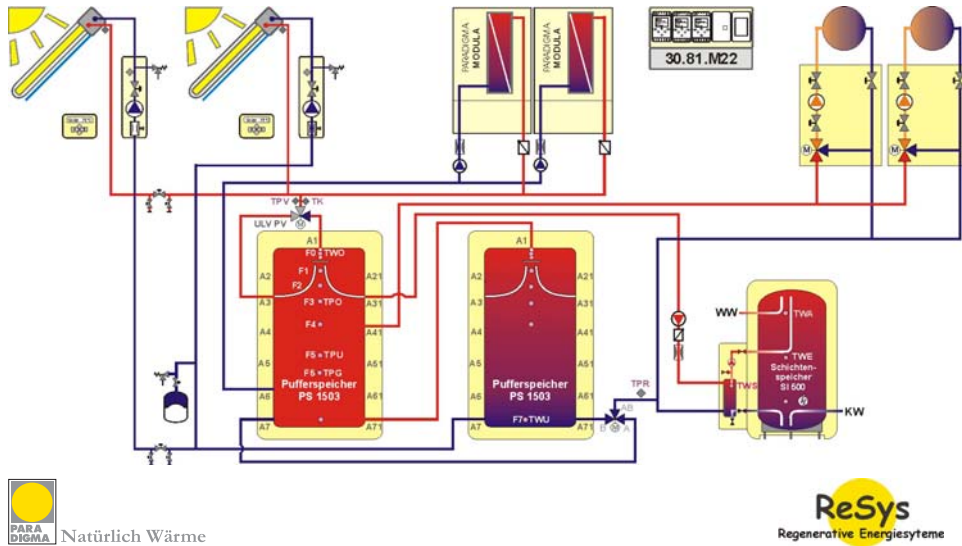 PARADIGMA
MODULA
PARADIGMA
MODULA
30.81.M22
M
M
TPV
TK
ULV PV
M
A1
F0 TWO
F1
F2
F3 TPO
F4
F5 TPU
F6 TPG
Pufferspeicher
PS 1503
A2
A3
A4
A5
A6
A7
A21
A31
A41
A51
A61
A71
A1
Pufferspeicher
PS 1503
F7 TWU
A2
A3
A4
A5
A6
A7
A21
A31
A41
A51
A61
A71
TPR
AB
B
M
A
WW
TWA
TWE
Schichten-
speicher
SI 500
TWS
KW
PARA
DIGMA
Natürlich Wärme
ReSys
Regenerative Energiesyteme